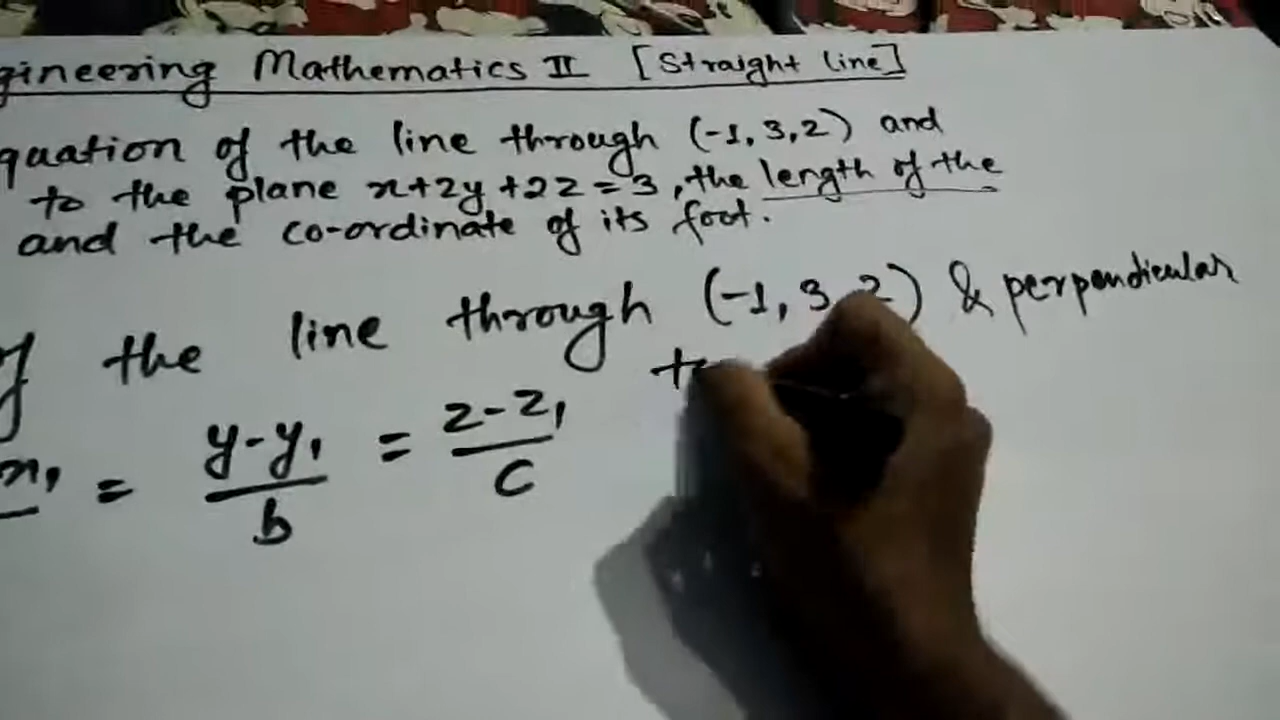 gineering Mathematics II [Straight line]
quation of the line through (-1, 3, 2) and
to the plane x+2y+2z=3, the length of the
and the co-ordinate of its foot.
of the line through (-1, 3, 2) & perpendicular
to
x₁ = y-y₁/b = z-z₁/c